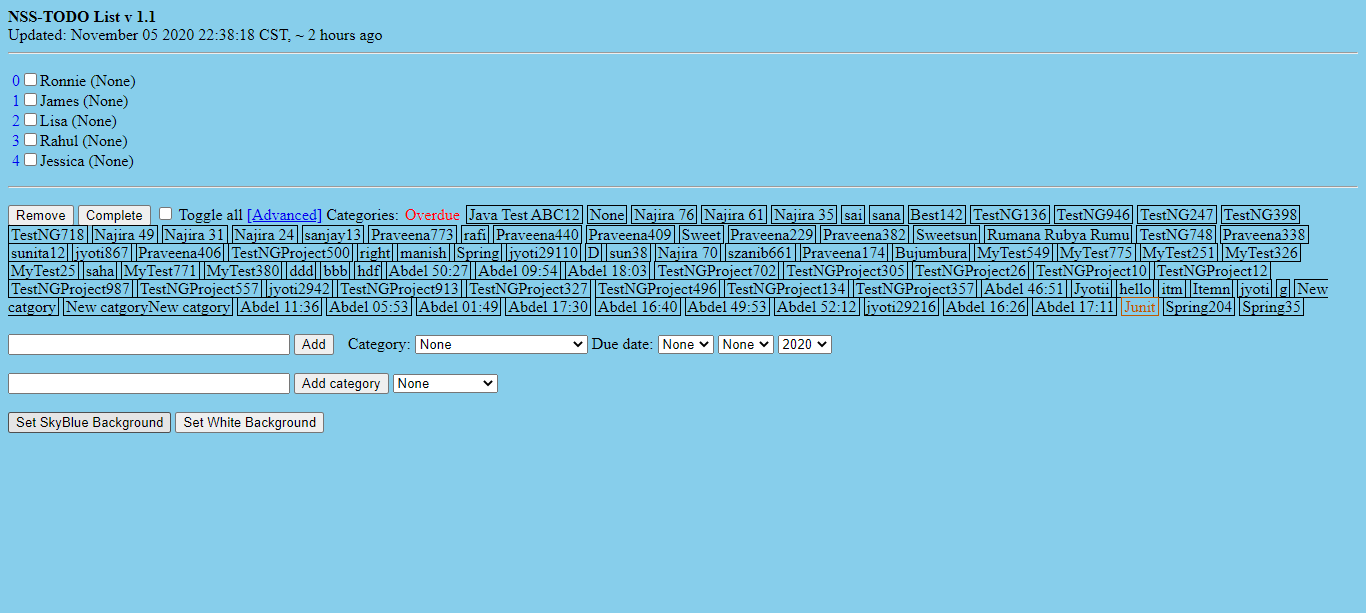 NSS-TODO List v 1.1
Updated: November 05 2020 22:38:18 CST, ~ 2 hours ago
0 Ronnie (None)
1 James (None)
2 Lisa (None)
3 Rahul (None)
4 Jessica (None)
Remove Complete Toggle all [Advanced] Categories: Overdue Java Test ABC12 None Najira 76 Najira 61 Najira 35 sai sana Best142 TestNG136 TestNG946 TestNG247 TestNG398
TestNG718 Najira 49 Najira 31 Najira 24 sanjay13 Praveena773 rafi Praveena440 Praveena409 Sweet Praveena229 Praveena382 Sweetsun Rumana Rubya Rumu TestNG748 Praveena338
sunita12 jyoti867 Praveena406 TestNGProject500 right manish Spring jyoti29110 D sun38 Najira 70 szanib661 Praveena174 Bujumbura MyTest549 MyTest775 MyTest251 MyTest326
MyTest25 saha MyTest771 MyTest380 ddd bbb hdf Abdel 50:27 Abdel 09:54 Abdel 18:03 TestNGProject702 TestNGProject305 TestNGProject26 TestNGProject10 TestNGProject12
TestNGProject987 TestNGProject557 jyoti2942 TestNGProject913 TestNGProject327 TestNGProject496 TestNGProject134 TestNGProject357 Abdel 46:51 Jyotii hello itm Itemn jyoti g New
catgory New catgoryNew catgory Abdel 11:36 Abdel 05:53 Abdel 01:49 Abdel 17:30 Abdel 16:40 Abdel 49:53 Abdel 52:12 jyoti29216 Abdel 16:26 Abdel 17:11 Junit Spring204 Spring35
Add Category: None Due date: None None 2020
Add category None
Set SkyBlue Background Set White Background